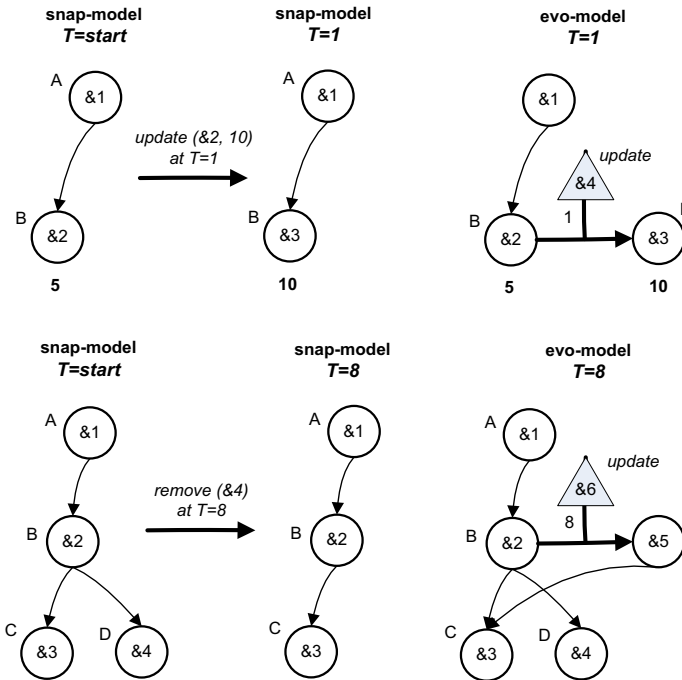 snap-model
T=start
snap-model
T=1
evo-model
T=1
A
&1
A
&1
&1
update (&2, 10)
at T=1
update
&4
B
&2
B
&3
B
&2
1
&3
5
10
5
10
snap-model
T=start
snap-model
T=8
evo-model
T=8
A
&1
A
&1
A
&1
remove (&4)
at T=8
update
&6
B
&2
B
&2
B
&2
8
&5
C
&3
D
&4
C
&3
C
&3
&4
D